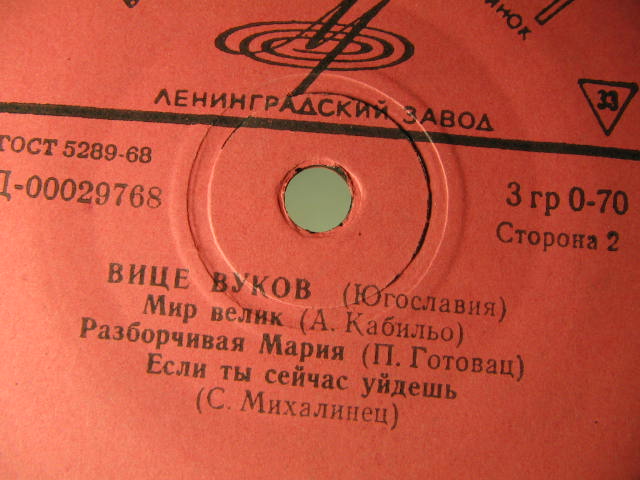 ЛЕНИНГРАДСКИЙ ЗАВОД
33
ГОСТ 5289-68
Д-00029768
3 гр 0-70
Сторона 2
ВИЦЕ ВУКОВ (Югославия)
Мир велик (А. Кабильо)
Разборчивая Мария (П. Готовац)
Если ты сейчас уйдешь
(С. Михалинец)